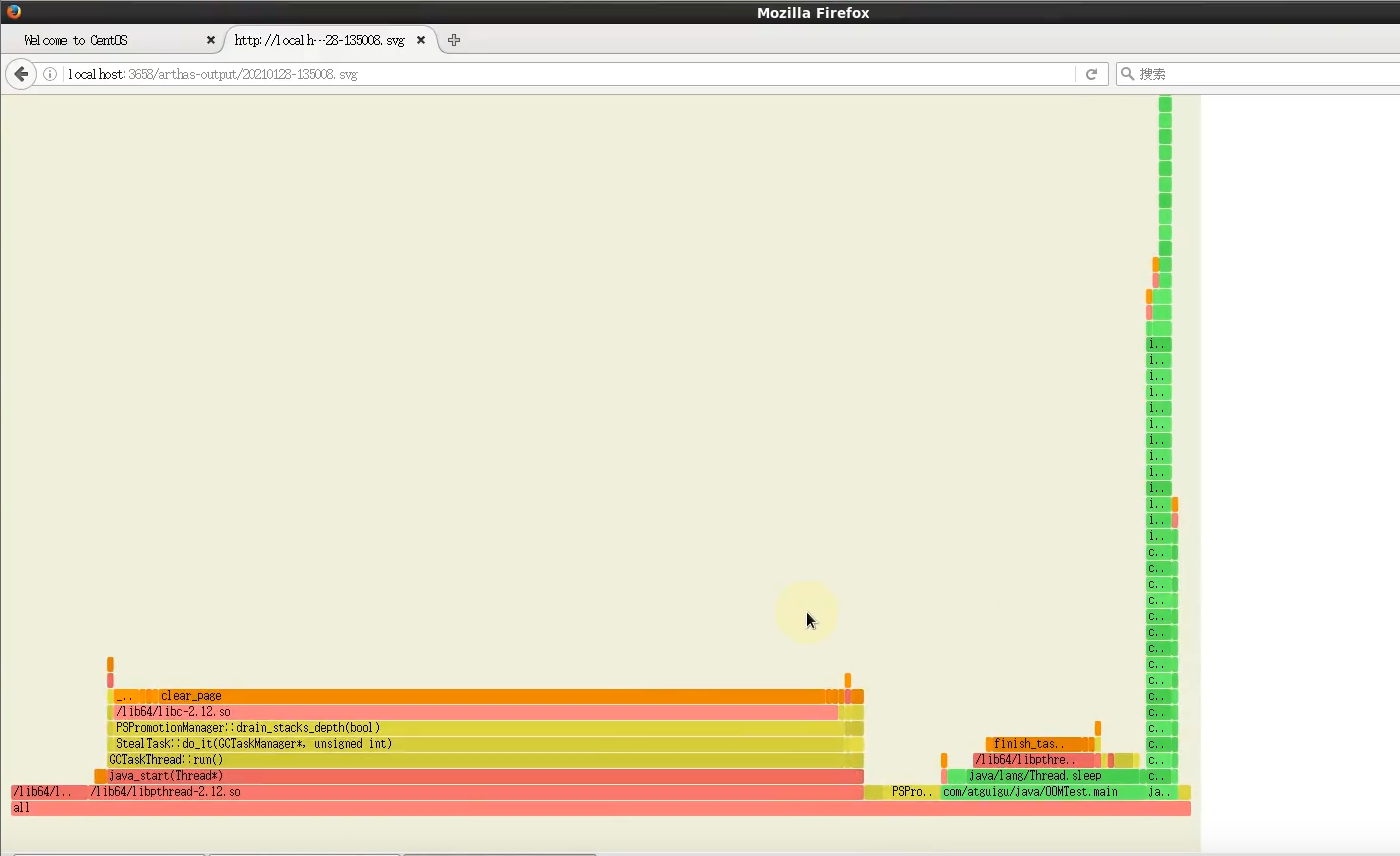 Mozilla Firefox
Welcome to CentOS
http://localh…28-135008.svg
localhost:3658/arthas-output/20210128-135008.svg
搜索
i..
i..
i..
i..
i..
i..
i..
i..
i..
i..
i..
i..
i..
c..
c..
c..
c..
c..
c..
c..
c..
c..
_.. clear_page c..
/lib64/libc-2.12.so c..
PSPromotionManager::drain_stacks_depth(bool) c..
StealTask::do_it(GCTaskManager*, unsigned int) finish_tas.. c..
GCTaskThread::run() /lib64/libpthre.. c..
java_start(Thread*) java/lang/Thread.sleep c..
/lib64/l.. /lib64/libpthread-2.12.so PSPro.. com/atguigu/java/OOMTest.main ja..
all